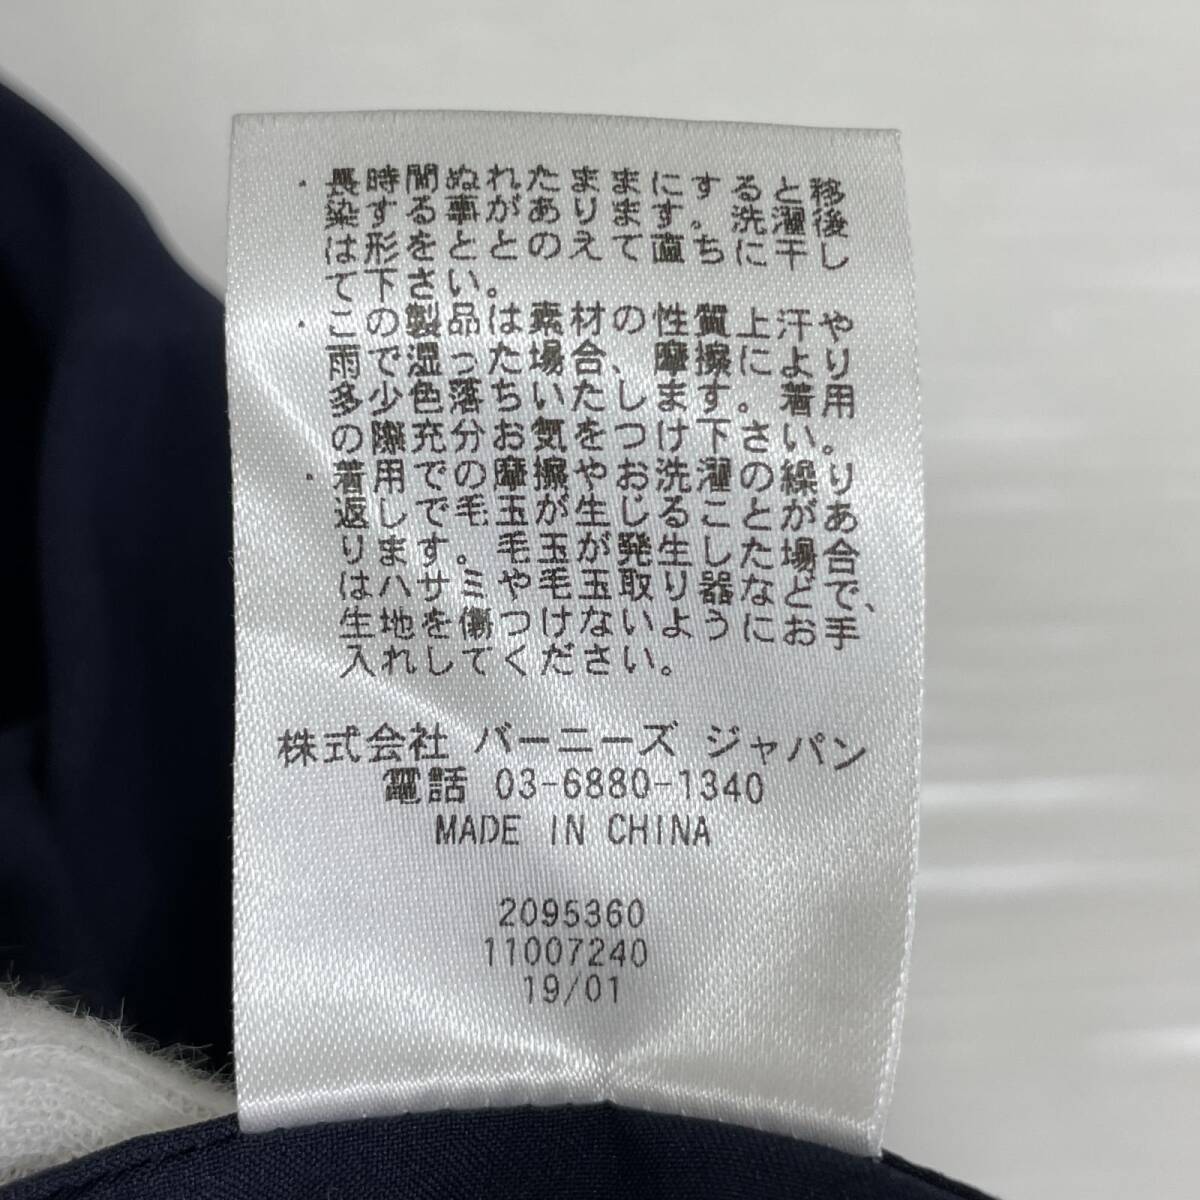 ・長時間ぬれたままにすると移
染する事があります。洗濯後
は形をととのえて直ちに干し
て下さい。
・この製品は素材の性質上汗や
雨で湿った場合、摩擦により
多少色落ちいたします。着用
の際充分お気をつけ下さい。
・着用での摩擦やお洗濯の繰り
返しで毛玉が生じることがあ
ります。毛玉が発生した場合
はハサミや毛玉取り器などで、
生地を傷つけないようにお手
入れしてください。
株式会社 バーニーズ ジャパン
電話 03-6880-1340
MADE IN CHINA
2095360
11007240
19/01